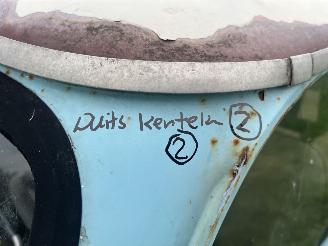 Duits Kenteken ②
②